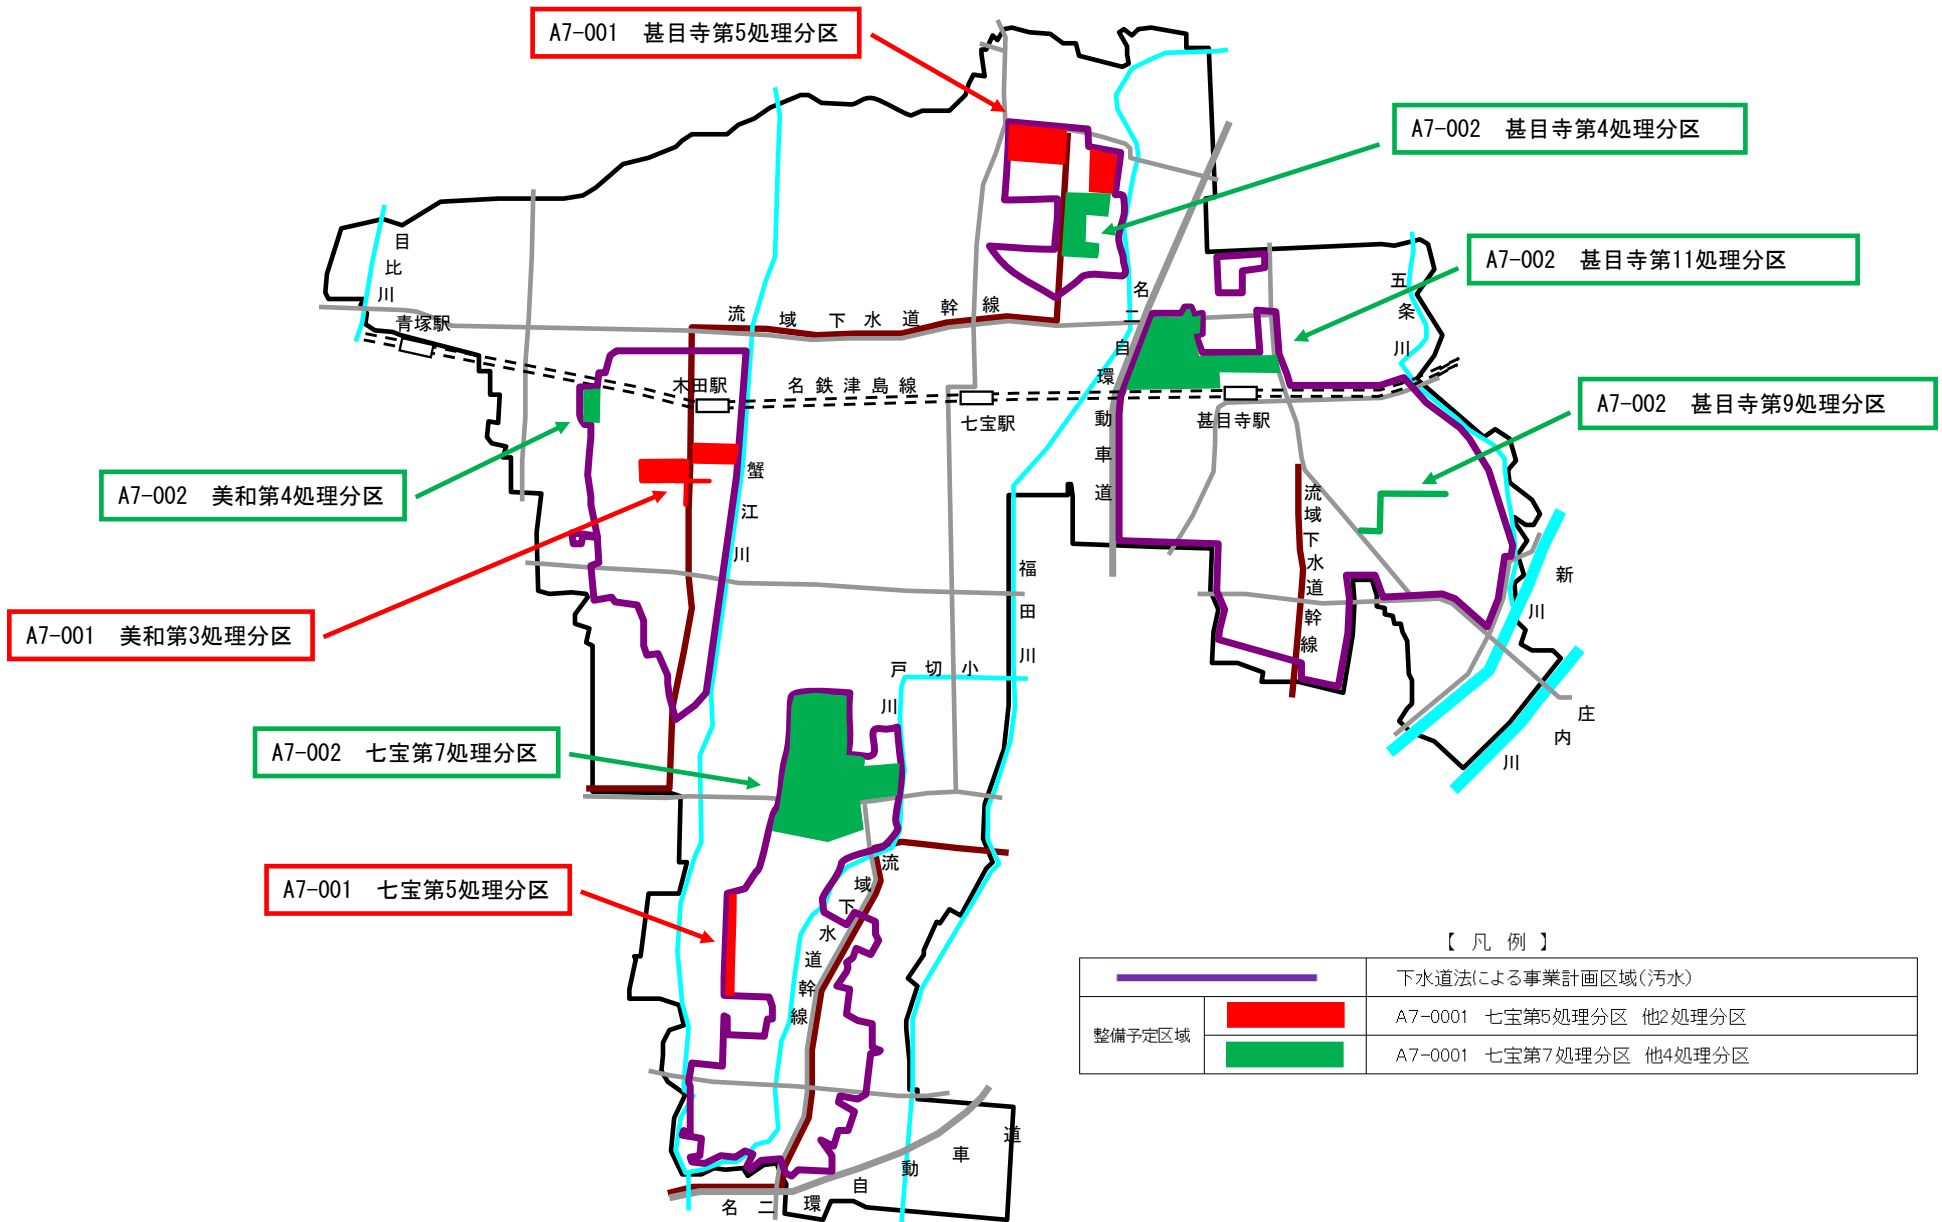 A7-001　甚目寺第5処理分区
A7-002　甚目寺第4処理分区
A7-002　甚目寺第11処理分区
A7-002　甚目寺第9処理分区
A7-002　美和第4処理分区
A7-001　美和第3処理分区
A7-002　七宝第7処理分区
A7-001　七宝第5処理分区
目比川
青塚駅
流域下水道幹線
名二環自動車道
五条川
木田駅
名鉄津島線
七宝駅
甚目寺駅
蟹江川
流域下水道幹線
福田川
新川
庄内川
小切戸川
流域下水道幹線
名二環自動車道
【 凡 例 】
下水道法による事業計画区域(汚水)
整備予定区域
A7-0001 七宝第5処理分区 他2処理分区
A7-0001 七宝第7処理分区 他4処理分区